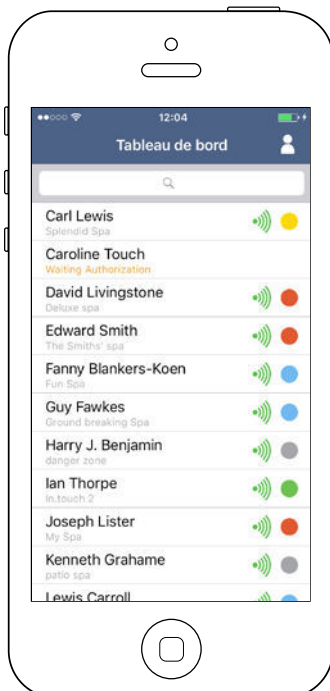 12:04
Tableau de bord
Carl Lewis
Splendid Spa
Caroline Touch
Waiting Authorization
David Livingstone
Deluxe spa
Edward Smith
The Smiths' spa
Fanny Blankers-Koen
Fun Spa
Guy Fawkes
Ground breaking Spa
Harry J. Benjamin
danger zone
Ian Thorpe
In.touch 2
Joseph Lister
My Spa
Kenneth Grahame
patio spa
Lewis Carroll